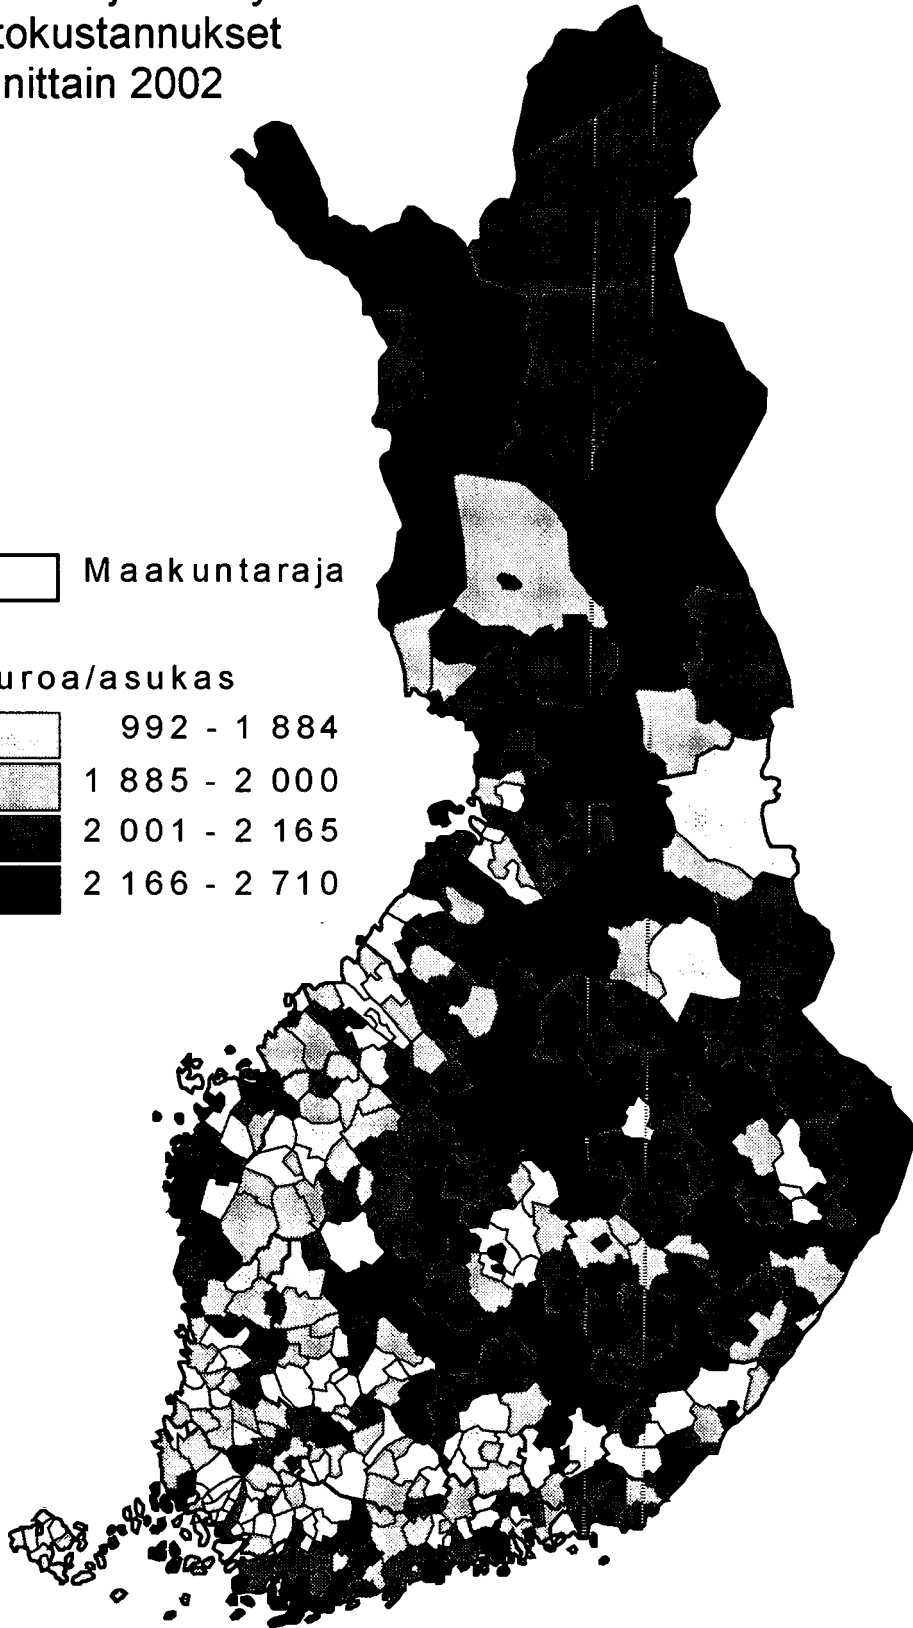 tokustannukset
nittain 2002
Maakuntaraja
uroa/asukas
992 - 1 884
1 885 - 2 000
2 001 - 2 165
2 166 - 2 710